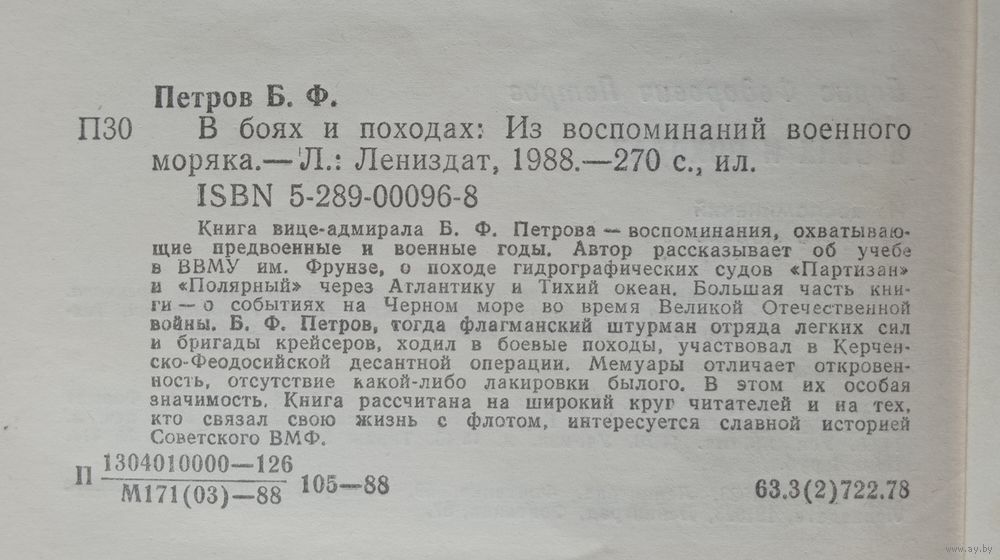 Петров Б. Ф.
П30 В боях и походах: Из воспоминаний военного
моряка.— Л.: Лениздат, 1988.—270 с., ил.
ISBN 5-289-00096-8
Книга вице-адмирала Б. Ф. Петрова — воспоминания, охватываю-
щие предвоенные и военные годы. Автор рассказывает об учебе
в ВВМУ им. Фрунзе, о походе гидрографических судов «Партизан»
и «Полярный» через Атлантику и Тихий океан. Большая часть кни-
ги — о событиях на Черном море во время Великой Отечественной
войны. Б. Ф. Петров, тогда флагманский штурман отряда легких сил
и бригады крейсеров, ходил в боевые походы, участвовал в Керчен-
ско-Феодосийской десантной операции. Мемуары отличает откровен-
ность, отсутствие какой-либо лакировки былого. В этом их особая
значимость. Книга рассчитана на широкий круг читателей и на тех,
кто связал свою жизнь с флотом, интересуется славной историей
Советского ВМФ.
П 1304010000—126
М171(03)—88 105—88 63.3(2)722.78
www.ay.by